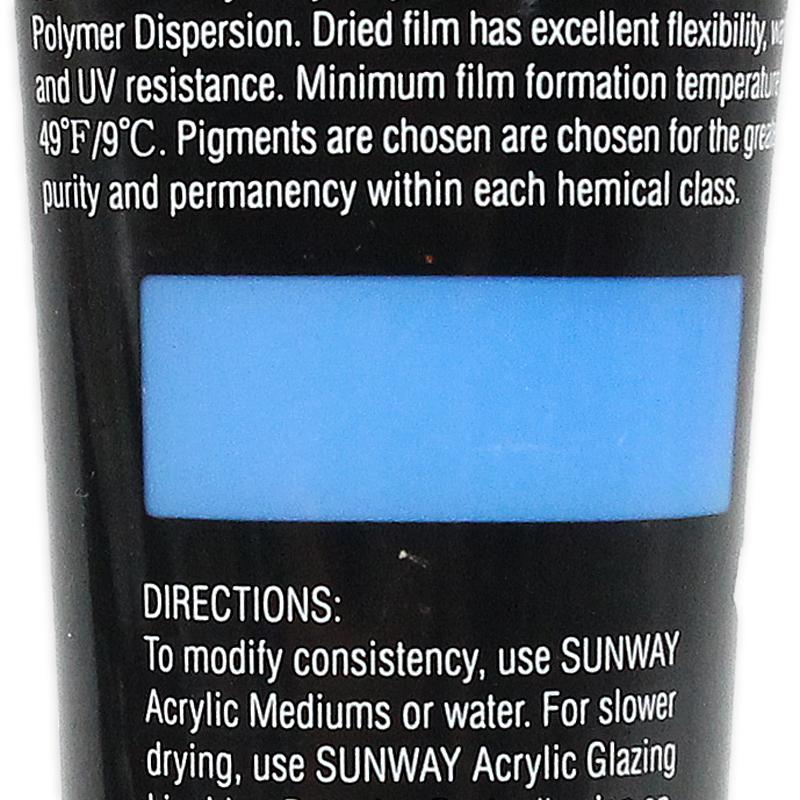 Polymer Dispersion. Dried film has excellent flexibility,
and UV resistance. Minimum film formation temperature
49°F/9°C. Pigments are chosen are chosen for the
purity and permanency within each hemical class.
DIRECTIONS:
To modify consistency, use SUNWAY
Acrylic Mediums or water. For slower
drying, use SUNWAY Acrylic Glazing